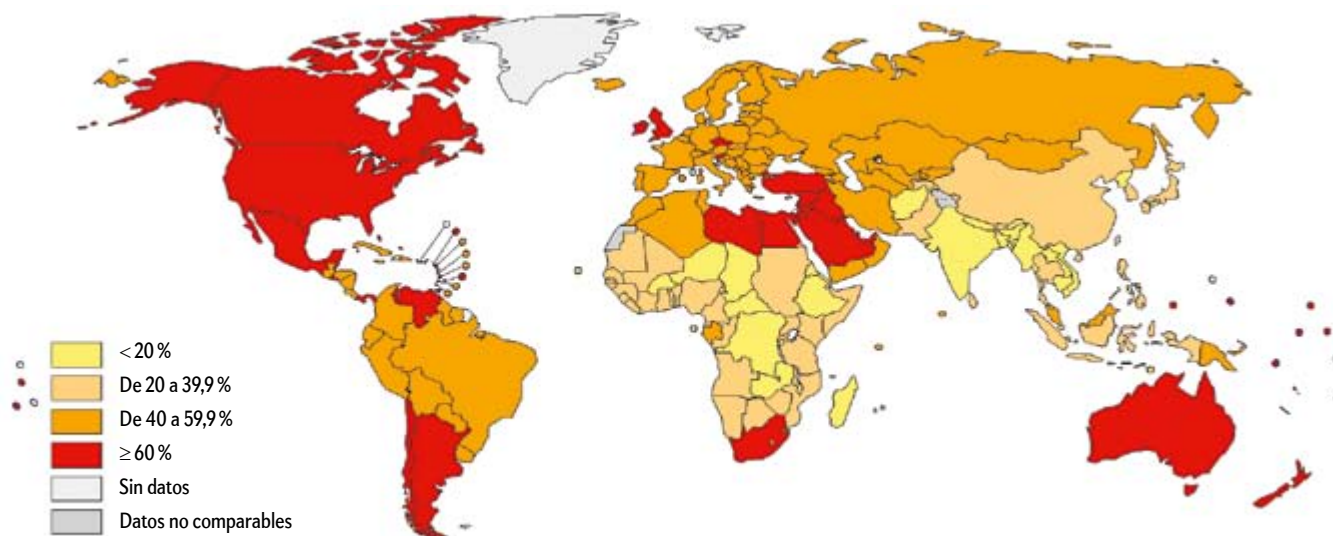 < 20 %
De 20 a 39,9 %
De 40 a 59,9 %
≥ 60 %
Sin datos
Datos no comparables